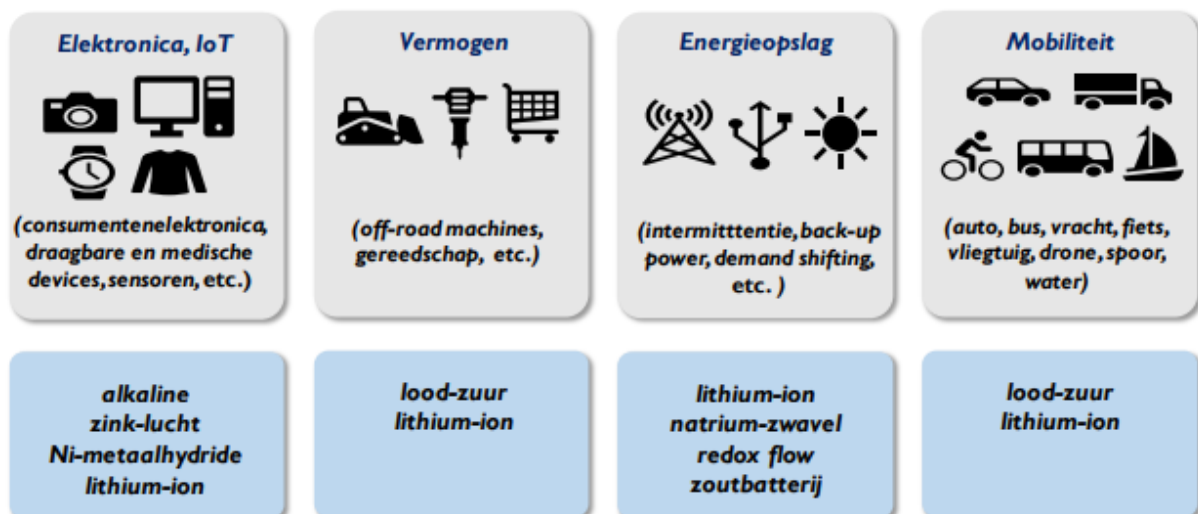 Elektronica, IoT
(consumentenelektronica,
draagbare en medische
devices, sensoren, etc.)
Vermogen
(off-road machines,
gereedschap, etc.)
Energieopslag
(intermitttentie, back-up
power, demand shifting,
etc. )
Mobiliteit
(auto, bus, vracht, fiets,
vliegtuig, drone, spoor,
water)
alkaline
zink-lucht
Ni-metaalhydride
lithium-ion
lood-zuur
lithium-ion
lithium-ion
natrium-zwavel
redox flow
zoutbatterij
lood-zuur
lithium-ion